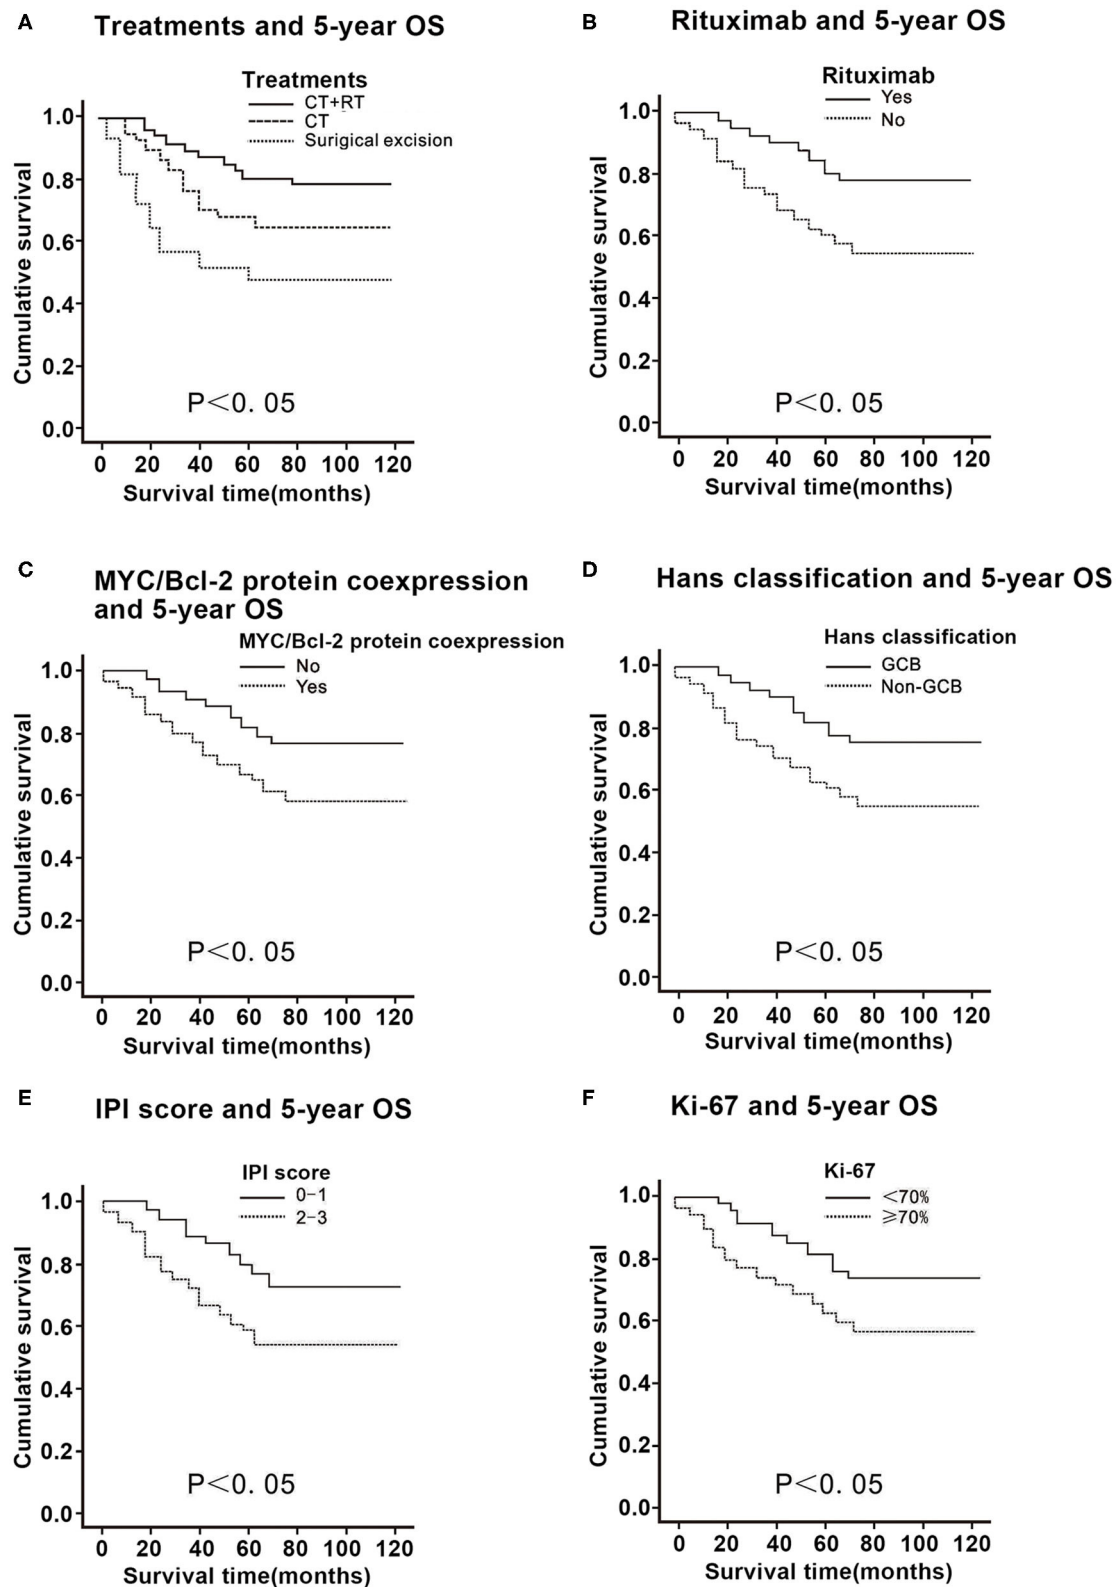 A
Treatments and 5-year OS
Treatments
CT+RT
CT
Surigical excision
1.0
0.8
0.6
0.4
0.2
0.0
Cumulative survival
P<0. 05
0 20 40 60 80 100 120
Survival time(months)
B
Rituximab and 5-year OS
Rituximab
Yes
No
1.0
0.8
0.6
0.4
0.2
0.0
Cumulative survival
P<0. 05
0 20 40 60 80 100 120
Survival time(months)
C
MYC/Bcl-2 protein coexpression
and 5-year OS
MYC/Bcl-2 protein coexpression
No
Yes
1.0
0.8
0.6
0.4
0.2
0.0
Cumulative survival
P<0. 05
0 20 40 60 80 100 120
Survival time(months)
D
Hans classification and 5-year OS
Hans classification
GCB
Non-GCB
1.0
0.8
0.6
0.4
0.2
0.0
Cumulative survival
P<0. 05
0 20 40 60 80 100 120
Survival time(months)
E
IPI score and 5-year OS
IPI score
0-1
2-3
1.0
0.8
0.6
0.4
0.2
0.0
Cumulative survival
P<0. 05
0 20 40 60 80 100 120
Survival time(months)
F
Ki-67 and 5-year OS
Ki-67
<70%
⩾70%
1.0
0.8
0.6
0.4
0.2
0.0
Cumulative survival
P<0. 05
0 20 40 60 80 100 120
Survival time(months)